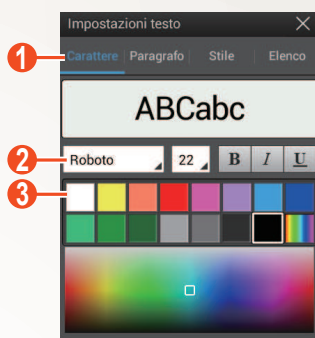 Impostazioni testo
1 Carattere Paragrafo Stile Elenco
ABCabc
2 Roboto 22 B I U
3